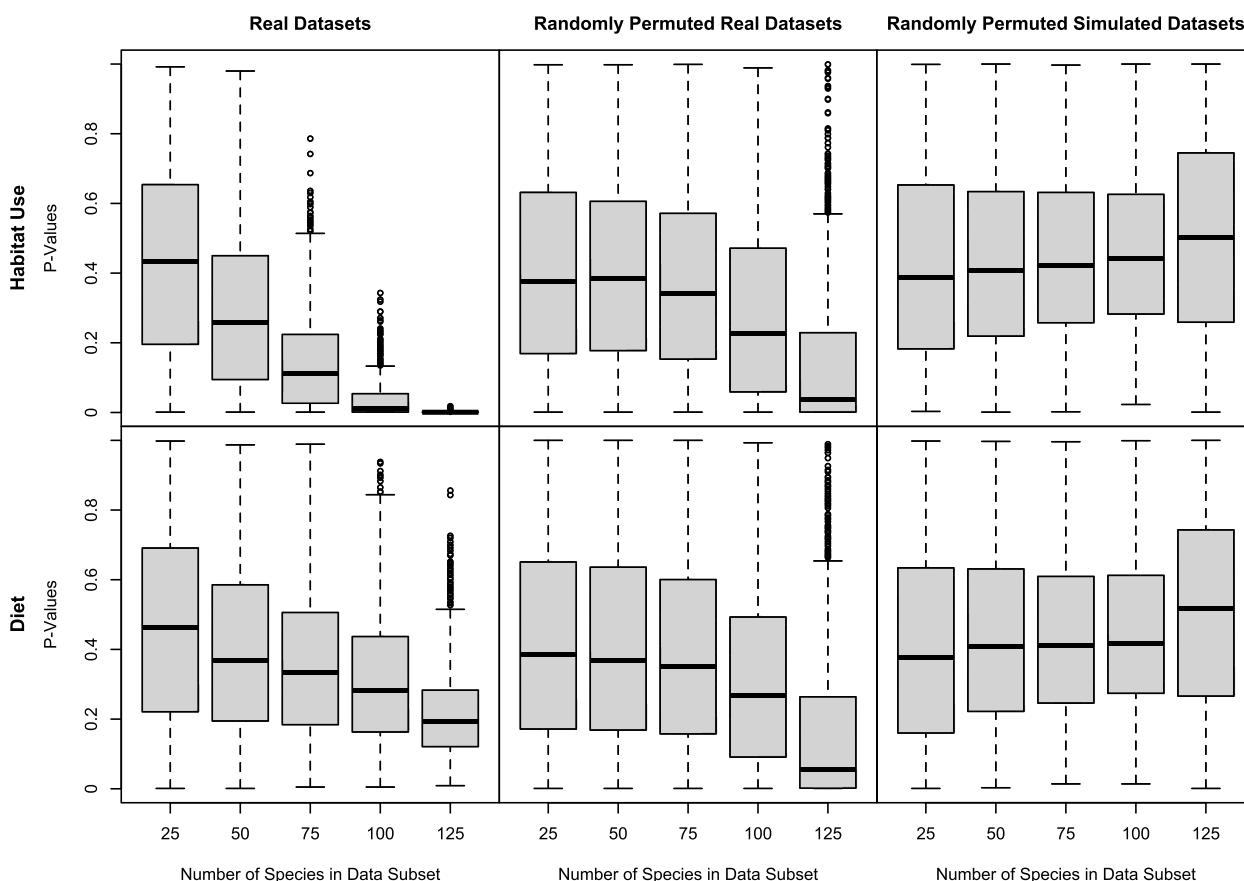 Real Datasets Randomly Permuted Real Datasets Randomly Permuted Simulated Datasets
Habitat Use
P-Values
0.8
0.6
0.4
0.2
0
Diet
P-Values
0.8
0.6
0.4
0.2
0
25 50 75 100 125 25 50 75 100 125 25 50 75 100 125
Number of Species in Data Subset Number of Species in Data Subset Number of Species in Data Subset